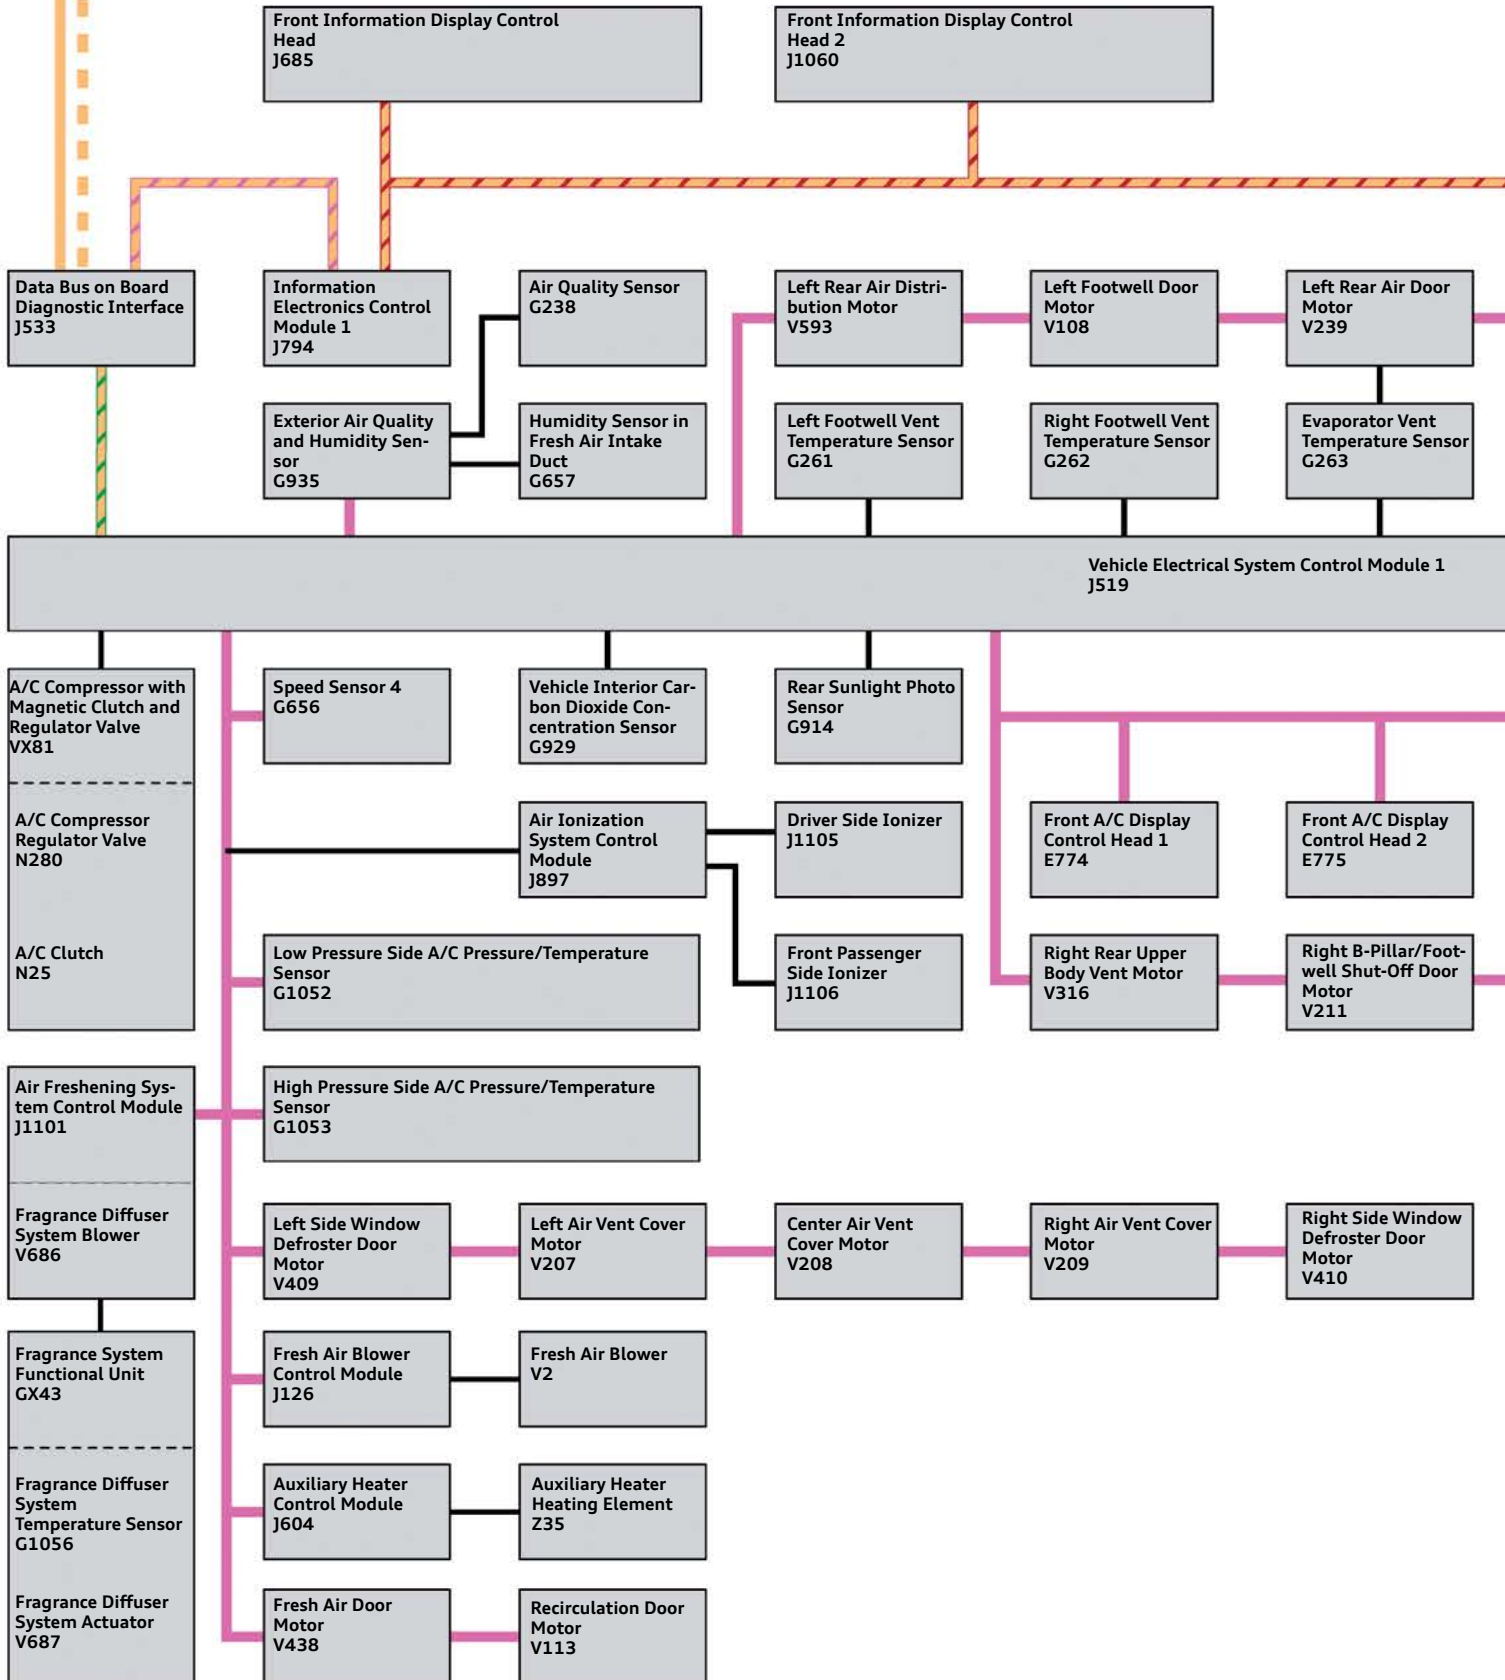 Front Information Display Control
Head
J685
Front Information Display Control
Head 2
J1060
Data Bus on Board
Diagnostic Interface
J533
Information
Electronics Control
Module 1
J794
Air Quality Sensor
G238
Left Rear Air Distri-
bution Motor
V593
Left Footwell Door
Motor
V108
Left Rear Air Door
Motor
V239
Exterior Air Quality
and Humidity Sen-
sor
G935
Humidity Sensor in
Fresh Air Intake
Duct
G657
Left Footwell Vent
Temperature Sensor
G261
Right Footwell Vent
Temperature Sensor
G262
Evaporator Vent
Temperature Sensor
G263
Vehicle Electrical System Control Module 1
J519
A/C Compressor with
Magnetic Clutch and
Regulator Valve
VX81
Speed Sensor 4
G656
Vehicle Interior Car-
bon Dioxide Con-
centration Sensor
G929
Rear Sunlight Photo
Sensor
G914
A/C Compressor
Regulator Valve
N280
Air Ionization
System Control
Module
J897
Driver Side Ionizer
J1105
Front A/C Display
Control Head 1
E774
Front A/C Display
Control Head 2
E775
A/C Clutch
N25
Low Pressure Side A/C Pressure/Temperature
Sensor
G1052
Front Passenger
Side Ionizer
J1106
Right Rear Upper
Body Vent Motor
V316
Right B-Pillar/Foot-
well Shut-Off Door
Motor
V211
Air Freshening Sys-
tem Control Module
J1101
High Pressure Side A/C Pressure/Temperature
Sensor
G1053
Fragrance Diffuser
System Blower
V686
Left Side Window
Defroster Door
Motor
V409
Left Air Vent Cover
Motor
V207
Center Air Vent
Cover Motor
V208
Right Air Vent Cover
Motor
V209
Right Side Window
Defroster Door
Motor
V410
Fragrance System
Functional Unit
GX43
Fresh Air Blower
Control Module
J126
Fresh Air Blower
V2
Fragrance Diffuser
System
Temperature Sensor
G1056
Auxiliary Heater
Control Module
J604
Auxiliary Heater
Heating Element
Z35
Fragrance Diffuser
System Actuator
V687
Fresh Air Door
Motor
V438
Recirculation Door
Motor
V113